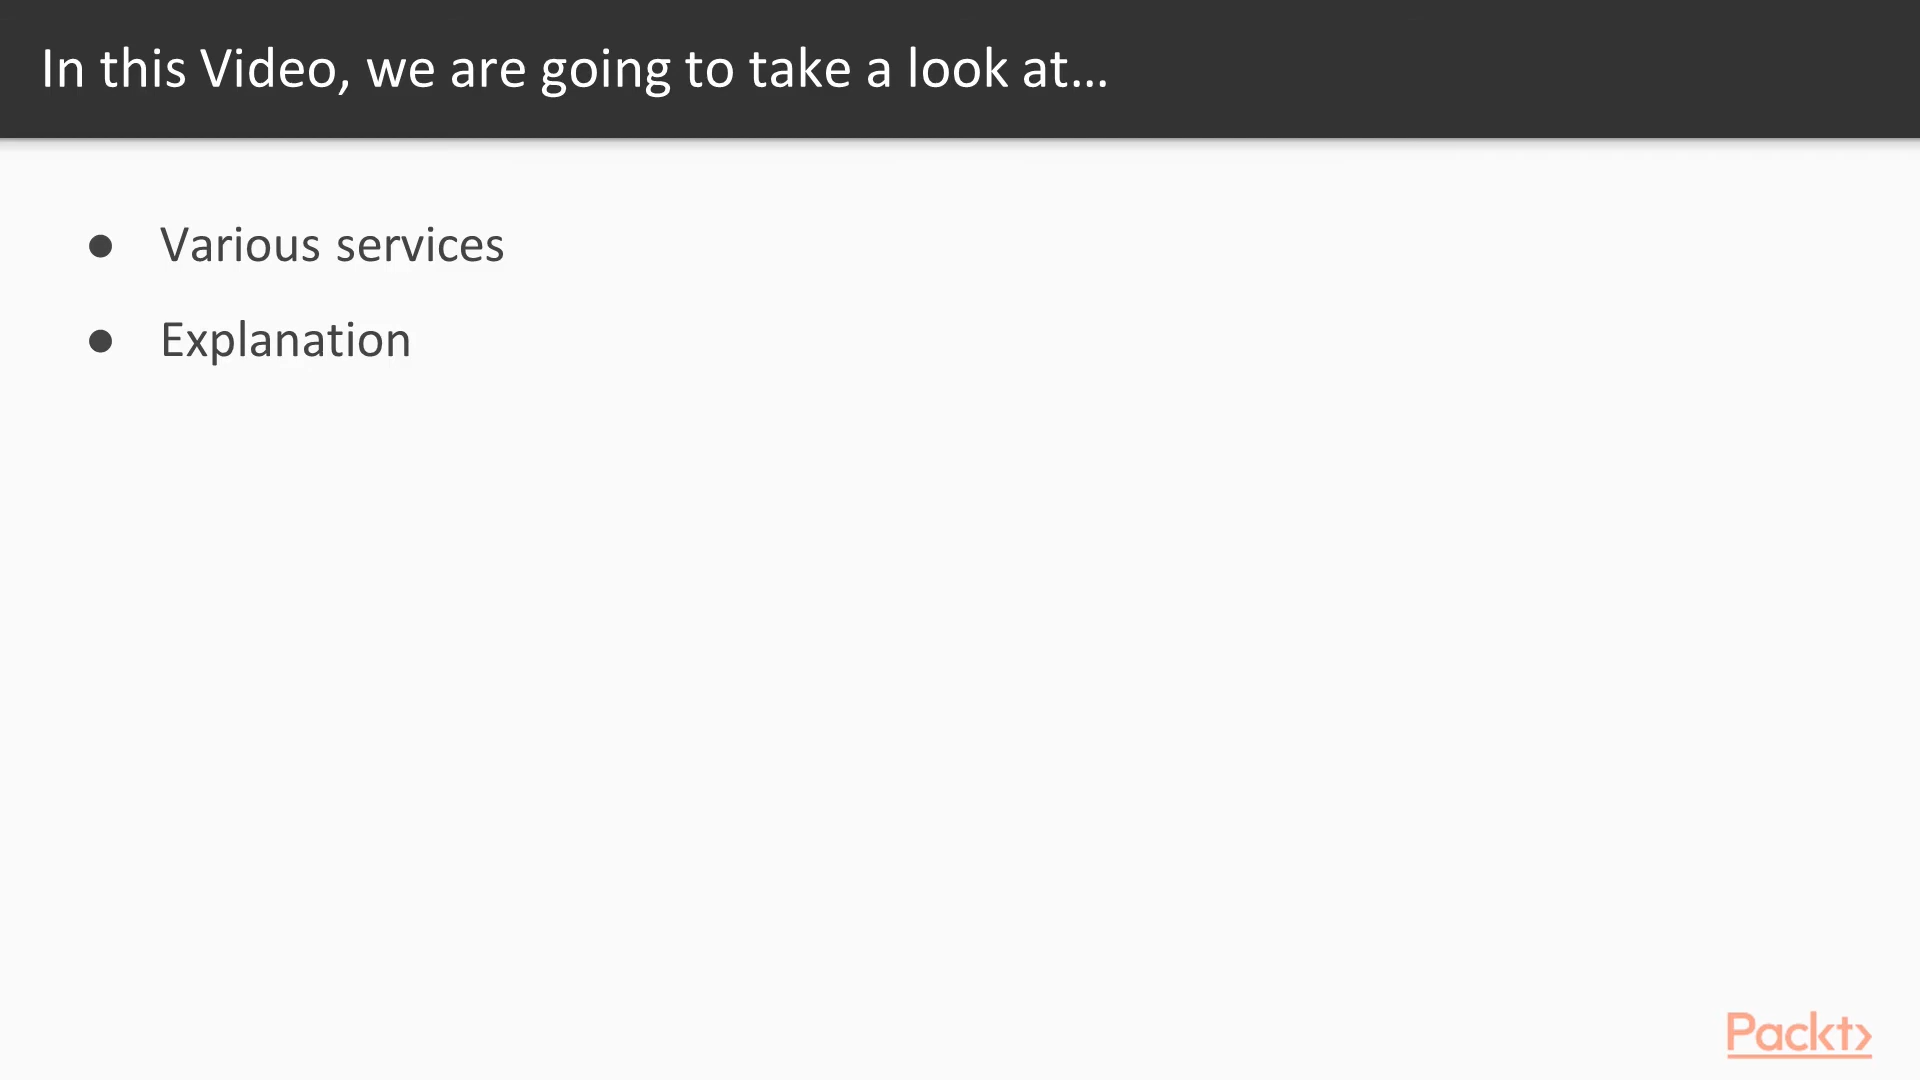 In this Video, we are going to take a look at...
● Various services
● Explanation
Packt>